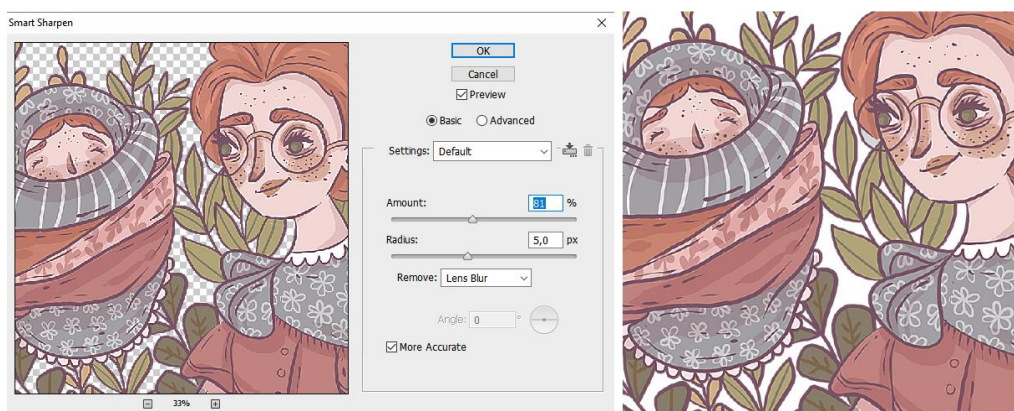 Smart Sharpen
OK
Cancel
Preview
Basic Advanced
Settings: Default
Amount: 81 %
Radius: 5,0 px
Remove: Lens Blur
Angle: 0 °
More Accurate
33%